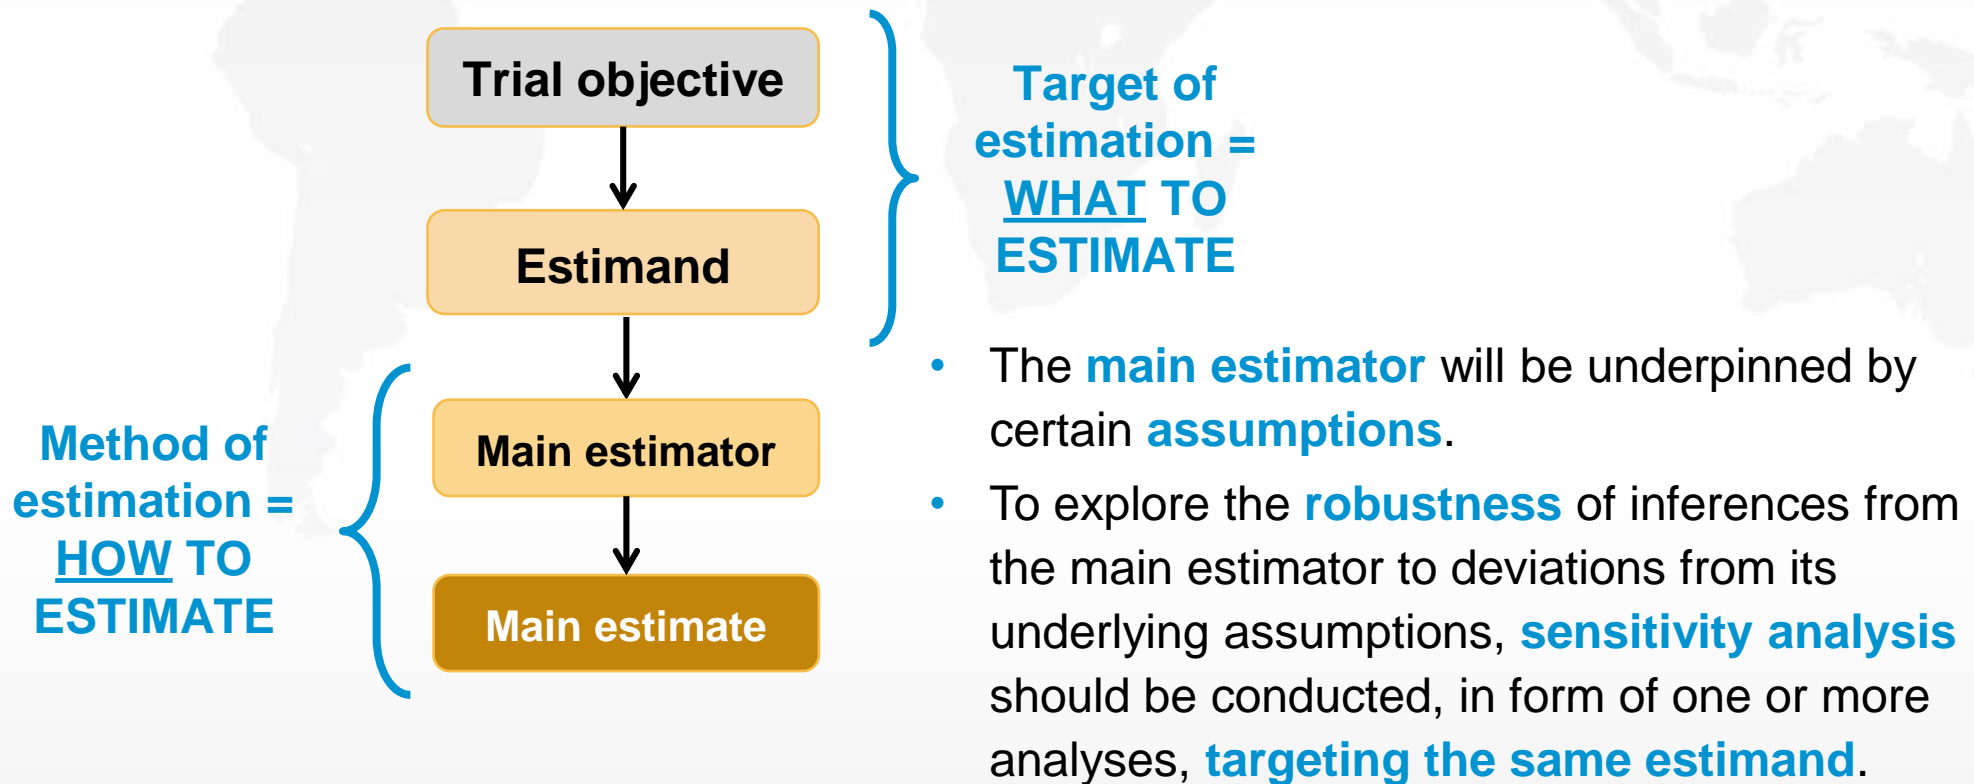 Trial objective
Estimand
Main estimator
Main estimate
Target of
estimation =
WHAT TO
ESTIMATE
Method of
estimation =
HOW TO
ESTIMATE
• The main estimator will be underpinned by
certain assumptions.
• To explore the robustness of inferences from
the main estimator to deviations from its
underlying assumptions, sensitivity analysis
should be conducted, in form of one or more
analyses, targeting the same estimand.